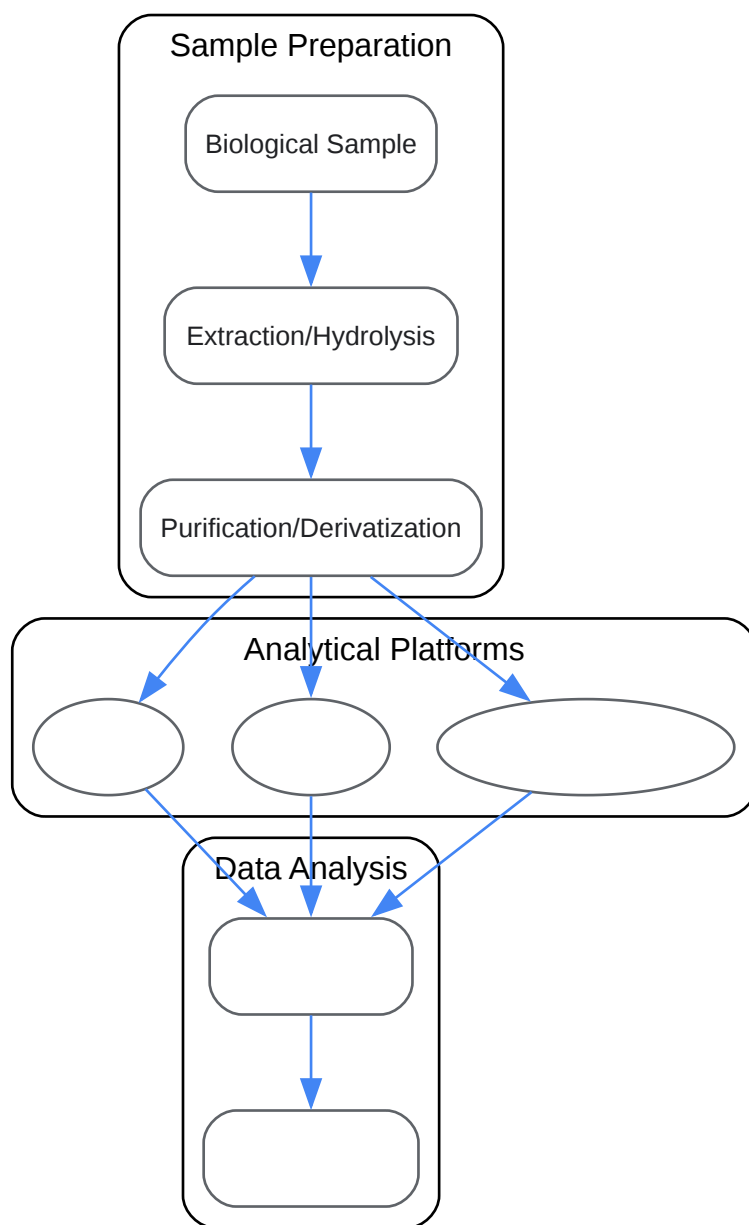 Sample Preparation
Biological Sample
Extraction/Hydrolysis
Purification/Derivatization
Analytical Platforms
Data Analysis